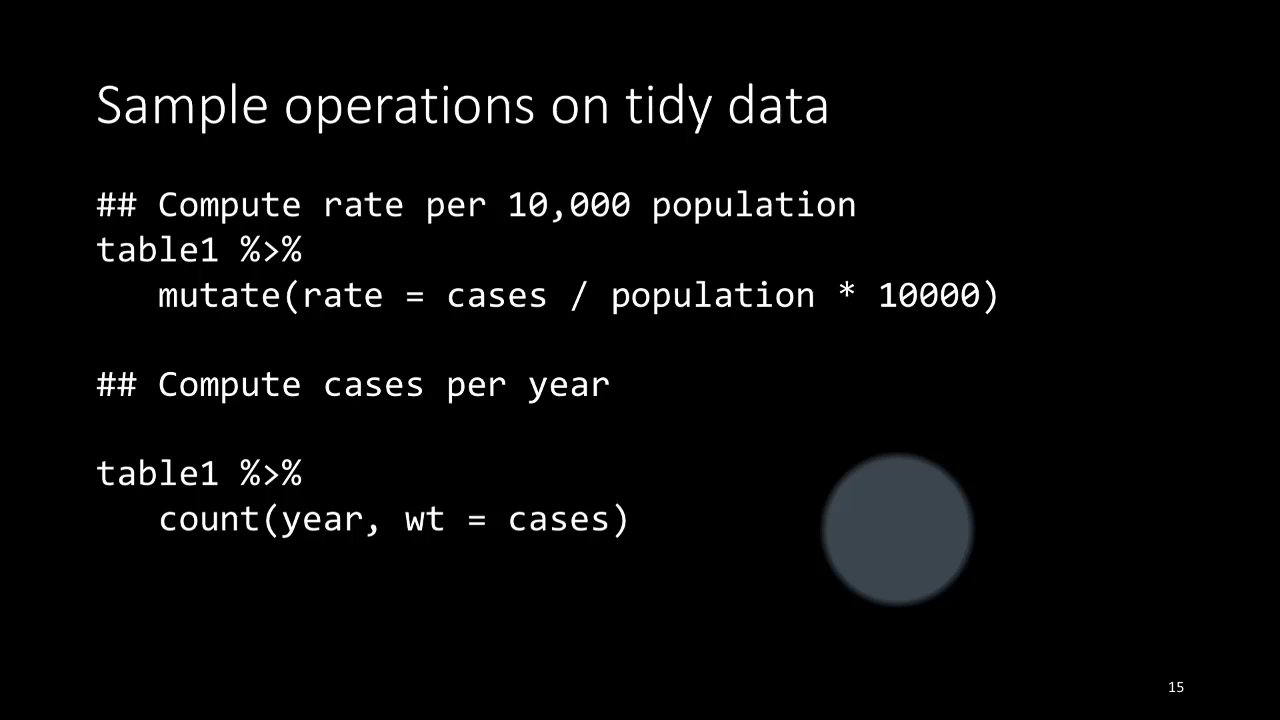 Sample operations on tidy data
## Compute rate per 10,000 population
table1 %>%
   mutate(rate = cases / population * 10000)
## Compute cases per year
table1 %>%
   count(year, wt = cases)
15